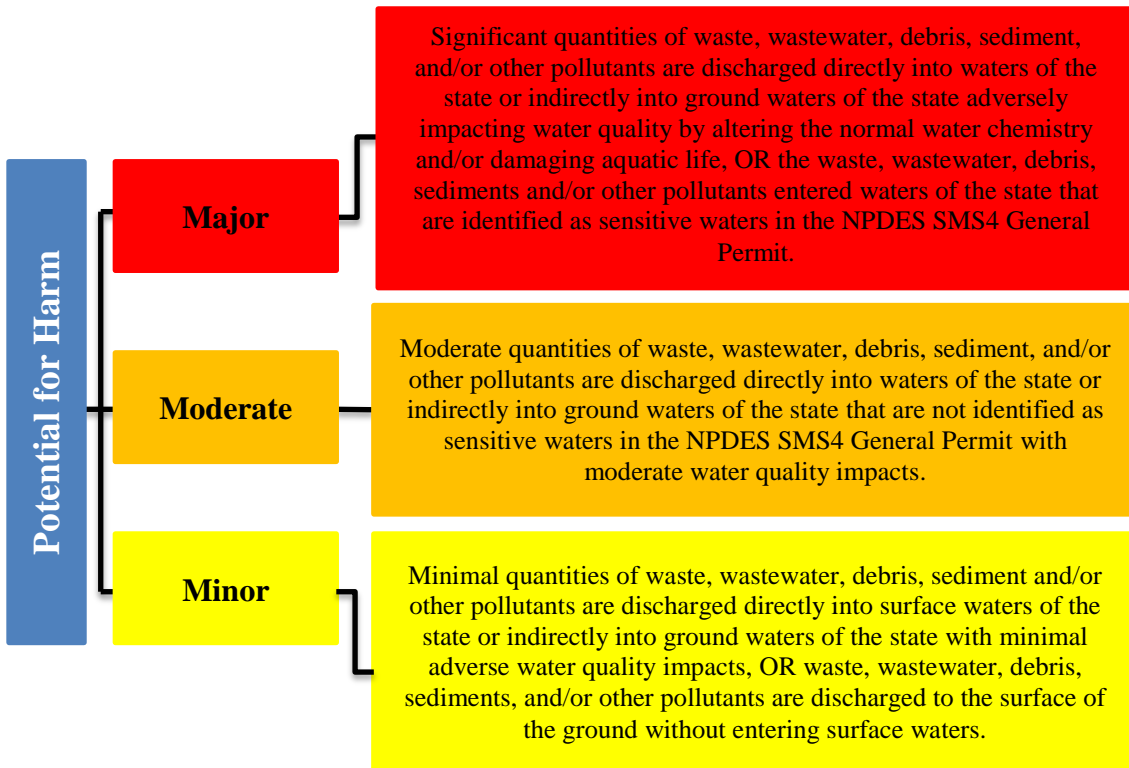 Potential for Harm
Major
Significant quantities of waste, wastewater, debris, sediment,
and/or other pollutants are discharged directly into waters of the
state or indirectly into ground waters of the state adversely
impacting water quality by altering the normal water chemistry
and/or damaging aquatic life, OR the waste, wastewater, debris,
sediments and/or other pollutants entered waters of the state that
are identified as sensitive waters in the NPDES SMS4 General
Permit.
Moderate
Moderate quantities of waste, wastewater, debris, sediment, and/or
other pollutants are discharged directly into waters of the state or
indirectly into ground waters of the state that are not identified as
sensitive waters in the NPDES SMS4 General Permit with
moderate water quality impacts.
Minor
Minimal quantities of waste, wastewater, debris, sediment and/or
other pollutants are discharged directly into surface waters of the
state or indirectly into ground waters of the state with minimal
adverse water quality impacts, OR waste, wastewater, debris,
sediments, and/or other pollutants are discharged to the surface of
the ground without entering surface waters.